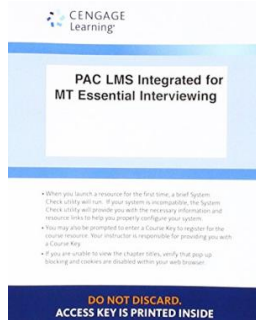 CENGAGE
Learning®
PAC LMS Integrated for
MT Essential Interviewing
• When you launch a resource for the first time, a brief System
Check utility will run. If your system is incompatible, the System
Check utility will provide you with the necessary information and
resource links to help you properly configure your system.
• You may also be prompted to enter a Course Key to register for the
course resource. Your instructor is responsible for providing you with
a Course Key.
• If you are unable to view the chapter titles, verify that pop-up
blocking and cookies are disabled within your web browser.
DO NOT DISCARD.
ACCESS KEY IS PRINTED INSIDE